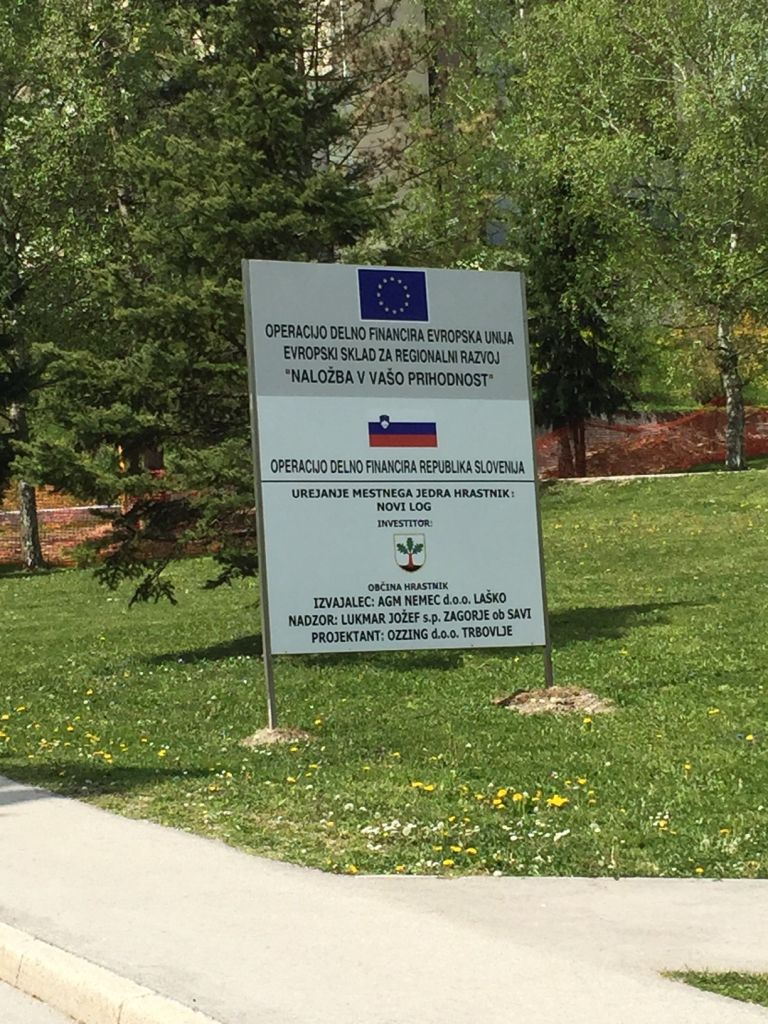 OPERACIJO DELNO FINANCIRA EVROPSKA UNIJA
EVROPSKI SKLAD ZA REGIONALNI RAZVOJ
"NALOŽBA V VAŠO PRIHODNOST"
OPERACIJO DELNO FINANCIRA REPUBLIKA SLOVENIJA
UREJANJE MESTNEGA JEDRA HRASTNIK:
NOVI LOG
INVESTITOR:
OBČINA HRASTNIK
IZVAJALEC: AGM NEMEC d.o.o. LAŠKO
NADZOR: LUKMAR JOŽEF s.p. ZAGORJE ob SAVI
PROJEKTANT: OZZING d.o.o. TRBOVLJE